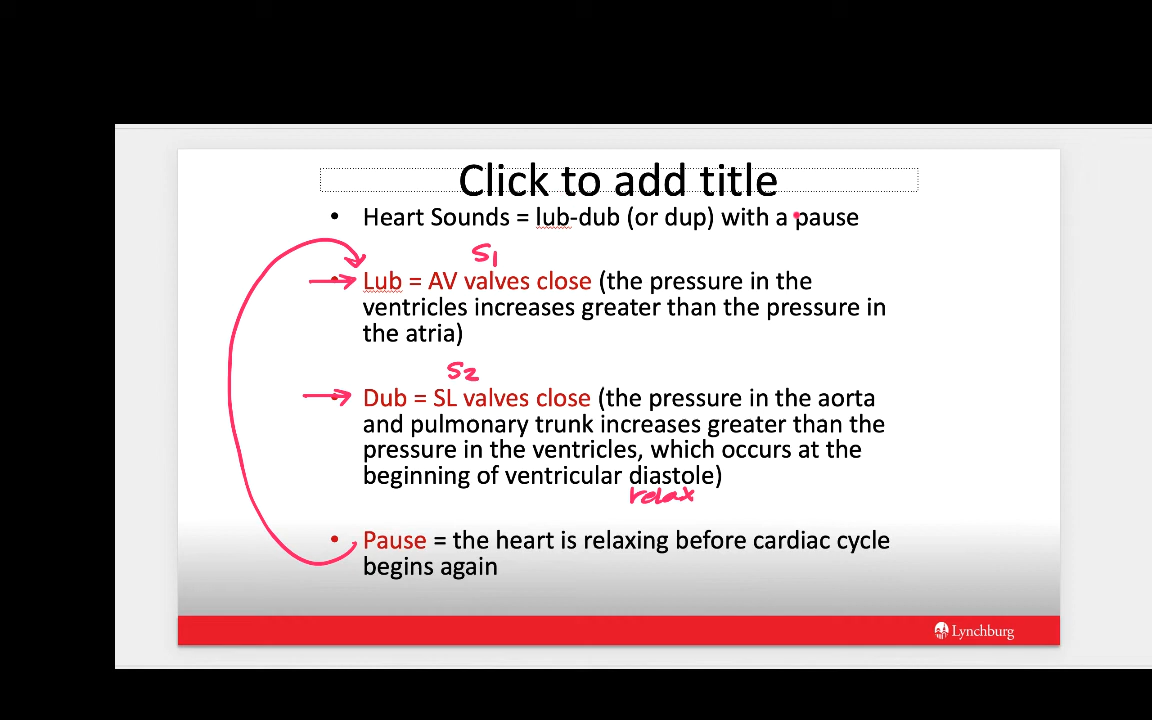 Click to add title
• Heart Sounds = lub-dub (or dup) with a pause
S1
• Lub = AV valves close (the pressure in the
ventricles increases greater than the pressure in
the atria)
S2
• Dub = SL valves close (the pressure in the aorta
and pulmonary trunk increases greater than the
pressure in the ventricles, which occurs at the
beginning of ventricular diastole)
relax
• Pause = the heart is relaxing before cardiac cycle
begins again
Lynchburg